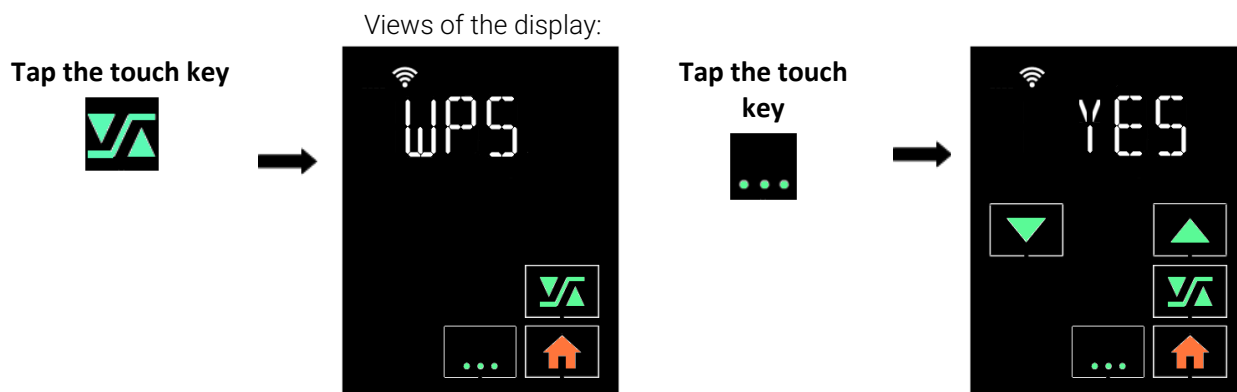 Views of the display:
Tap the touch key
WPS
Tap the touch
key
YES